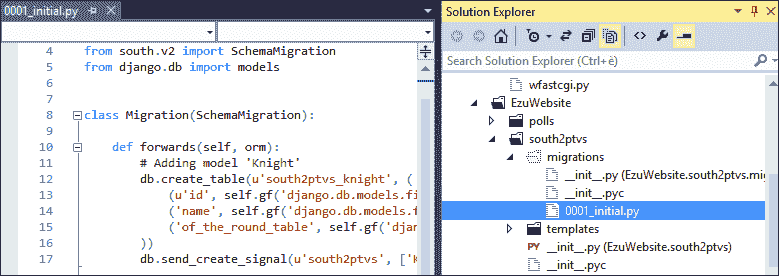 0001_initial.py
4 from south.v2 import SchemaMigration
5 from django.db import models
6
7
8 class Migration(SchemaMigration):
9
10 def forwards(self, orm):
11 # Adding model 'Knight'
12 db.create_table(u'south2ptvs_knight', (
13 (u'id', self.gf('django.db.models.fi
14 ('name', self.gf('django.db.models.f
15 ('of_the_round_table', self.gf('djan
16 ))
17 db.send_create_signal(u'south2ptvs', ['K
Solution Explorer
Search Solution Explorer (Ctrl+è)
wfastcgi.py
EzuWebsite
polls
south2ptvs
migrations
__init__.py (EzuWebsite.south2ptvs.mig
__init__.pyc
0001_initial.py
templates
PY __init__.py (EzuWebsite.south2ptvs)
__init__.pyc